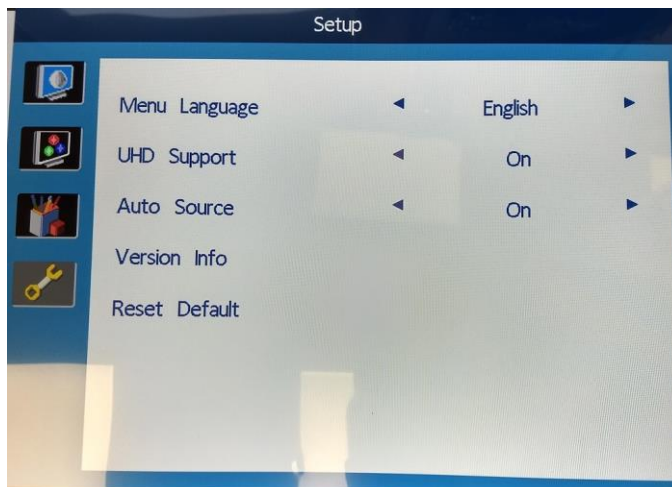 Setup
Menu Language English
UHD Support On
Auto Source On
Version Info
Reset Default